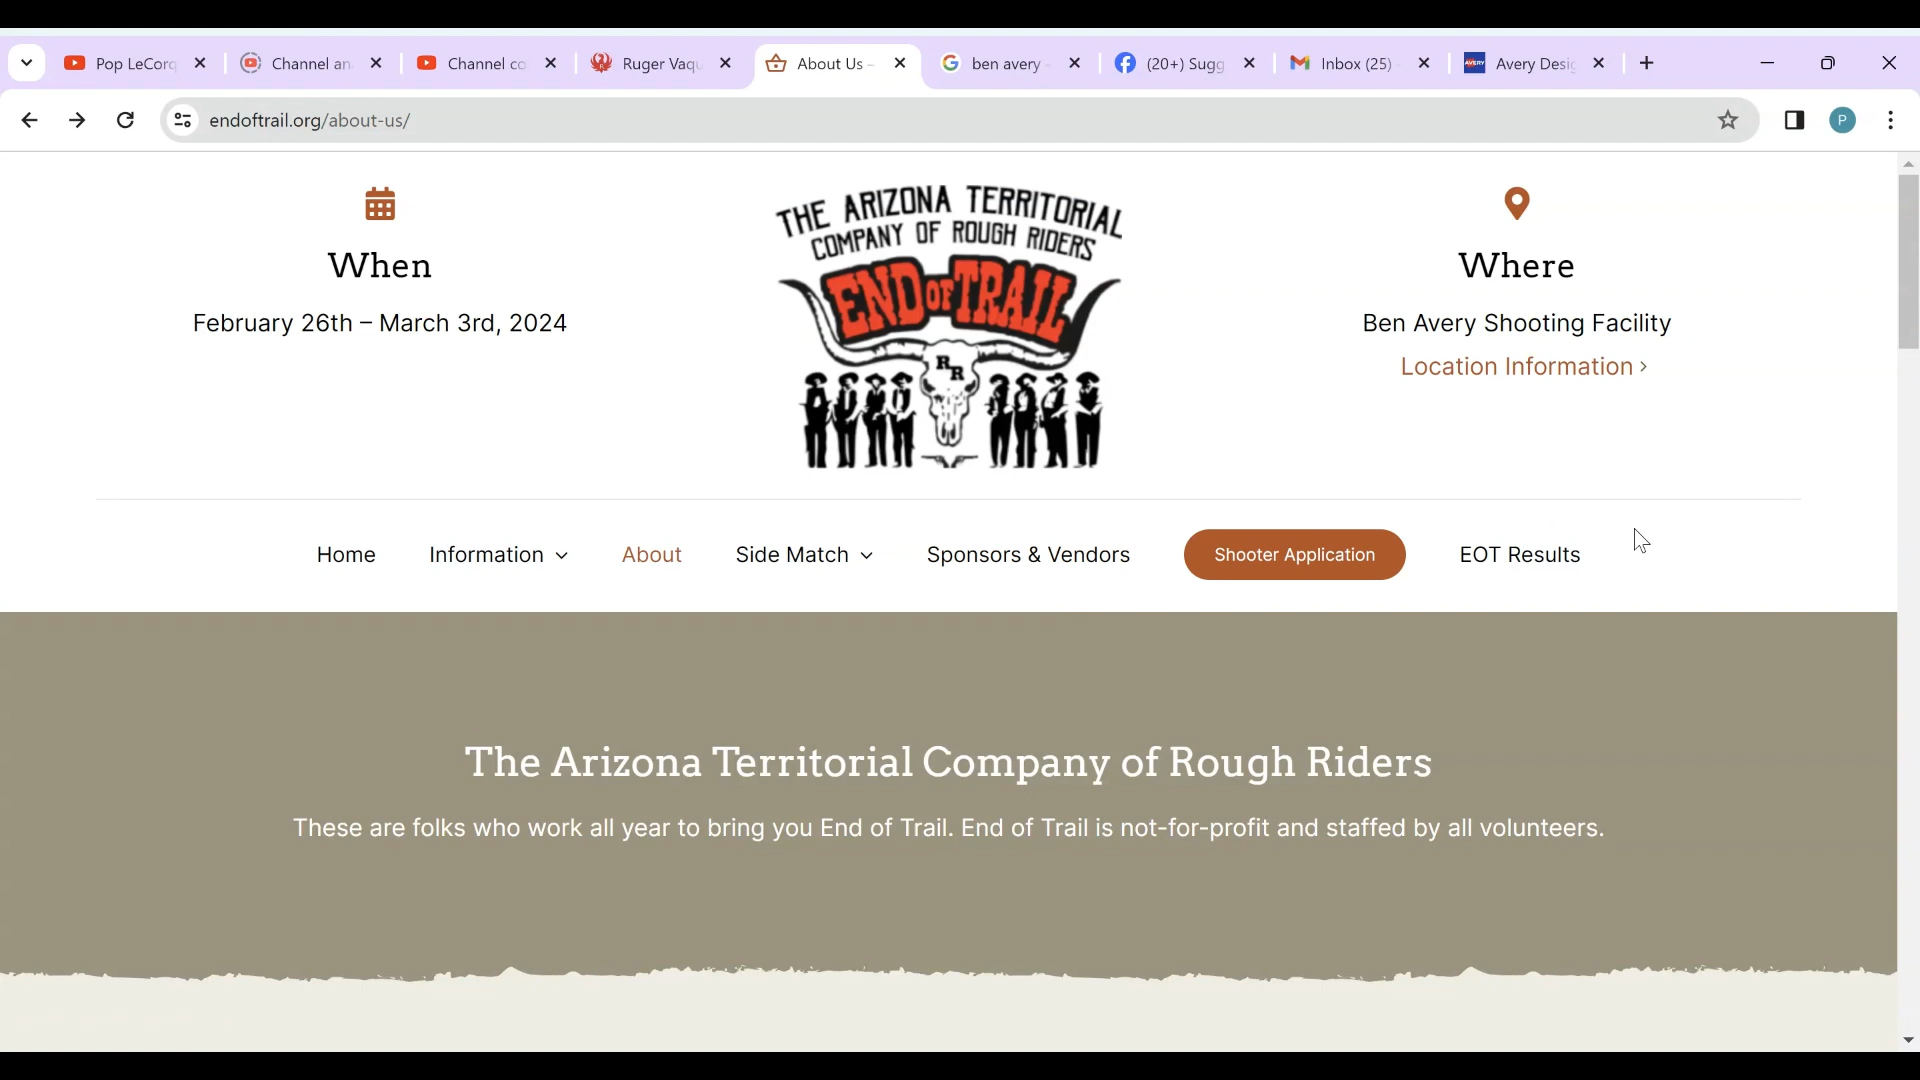 Pop LeCorq
Channel an
Channel co
Ruger Vaqu
About Us -
ben avery -
(20+) Sugg
Inbox (25) -
AVERY
Avery Desig
endoftrail.org/about-us/
P
When
February 26th – March 3rd, 2024
THE ARIZONA TERRITORIAL
COMPANY OF ROUGH RIDERS
END OF TRAIL
RR
Where
Ben Avery Shooting Facility
Location Information ›
Home
Information
About
Side Match
Sponsors & Vendors
Shooter Application
EOT Results
The Arizona Territorial Company of Rough Riders
These are folks who work all year to bring you End of Trail. End of Trail is not-for-profit and staffed by all volunteers.